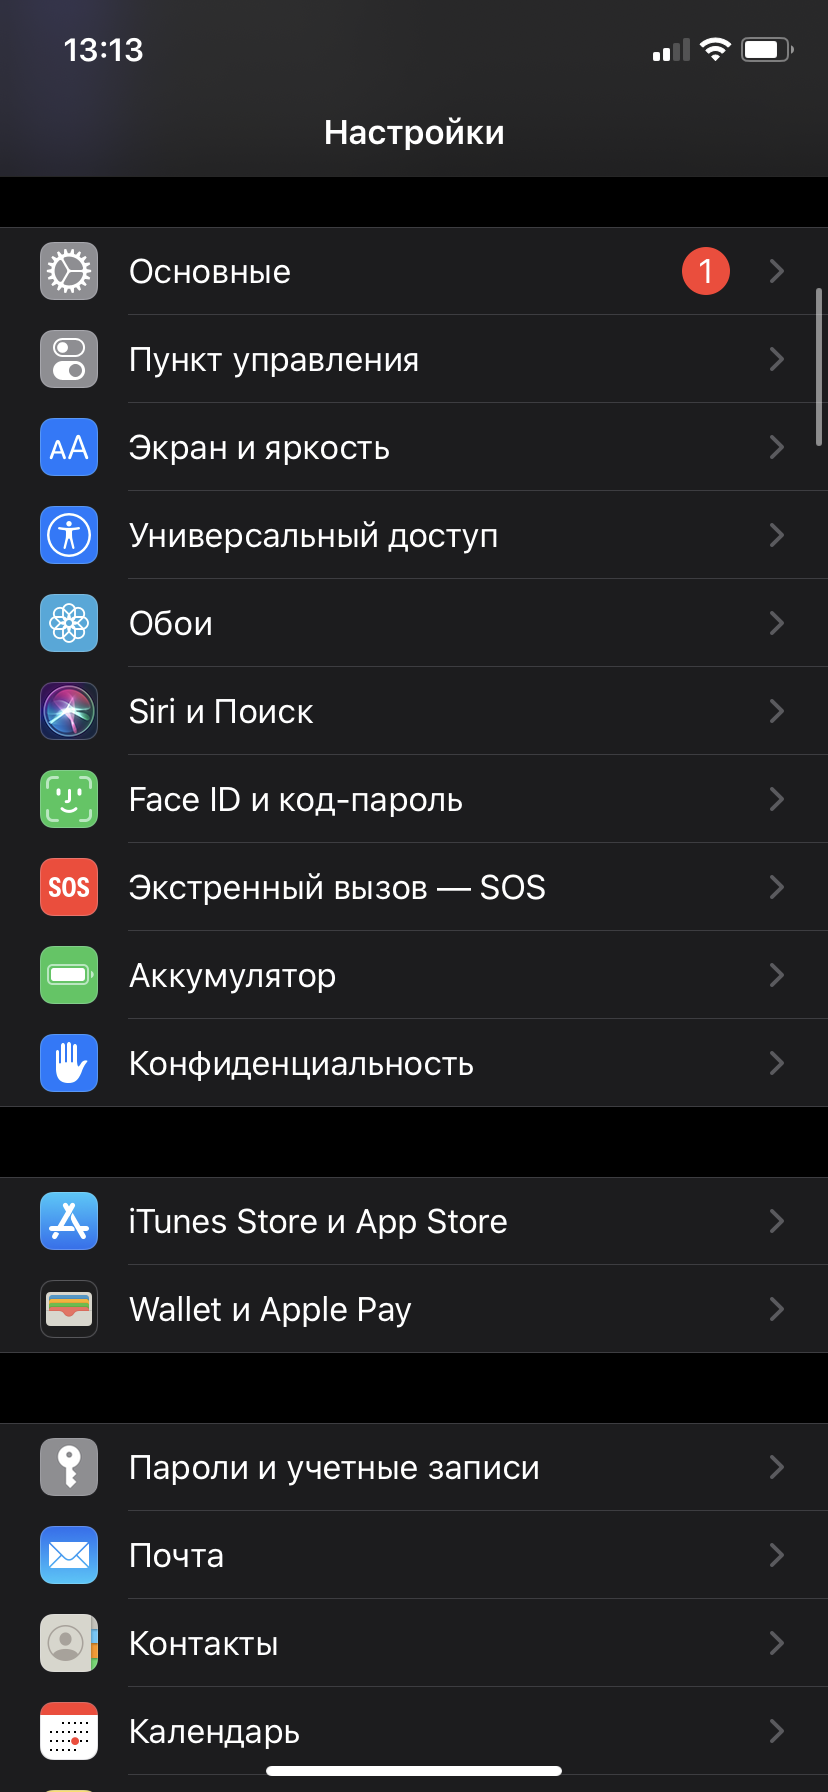 13:13
Настройки
Основные 1
Пункт управления
AA Экран и яркость
Универсальный доступ
Обои
Siri и Поиск
Face ID и код-пароль
SOS Экстренный вызов — SOS
Аккумулятор
Конфиденциальность
iTunes Store и App Store
Wallet и Apple Pay
Пароли и учетные записи
Почта
Контакты
Календарь